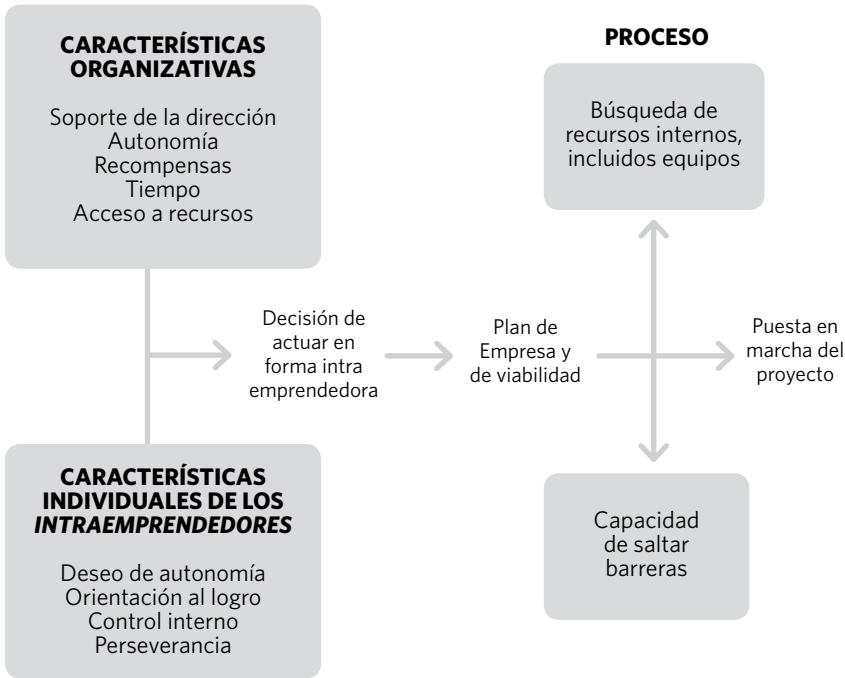 CARACTERÍSTICAS
ORGANIZATIVAS
Soporte de la dirección
Autonomía
Recompensas
Tiempo
Acceso a recursos
PROCESO
Búsqueda de
recursos internos,
incluidos equipos
Decisión de
actuar en
forma intra
emprendedora
Plan de
Empresa y
de viabilidad
Puesta en
marcha del
proyecto
CARACTERÍSTICAS
INDIVIDUALES DE LOS
INTRAEMPRENDEDORES
Deseo de autonomía
Orientación al logro
Control interno
Perseverancia
Capacidad
de saltar
barreras